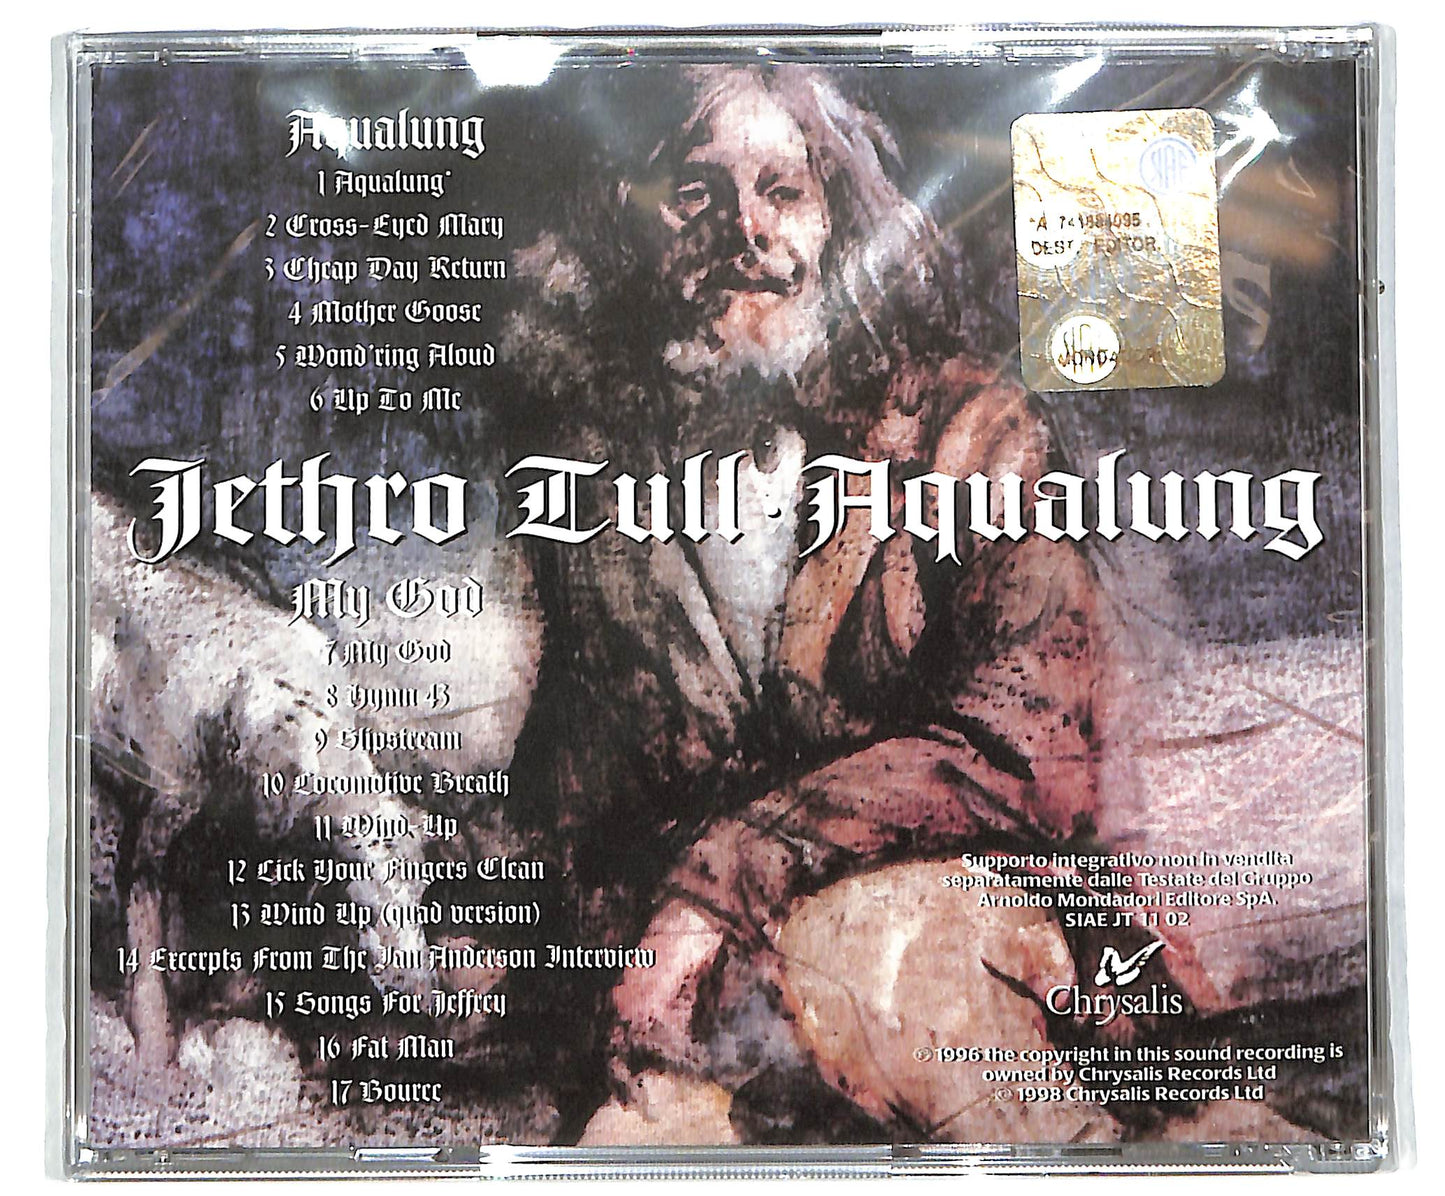 Aqualung
1 Aqualung
2 Cross-Eyed Mary
3 Cheap Day Return
4 Mother Goose
5 Wond'ring Aloud
6 Up To Me
SIAE
DEST. EDITOR.
Jethro Tull · Aqualung
My God
7 My God
8 Hymn 43
9 Slipstream
10 Locomotive Breath
11 Wind-Up
12 Lick Your Fingers Clean
13 Wind Up (quad version)
14 Excerpts From The Ian Anderson Interview
15 Songs For Jeffrey
16 Fat Man
17 Bouree
Supporto integrativo non in vendita
separatamente dalle Testate del Gruppo
Arnoldo Mondadori Editore SpA.
SIAE JT 11 02
Chrysalis
℗ 1996 the copyright in this sound recording is
owned by Chrysalis Records Ltd
© 1998 Chrysalis Records Ltd